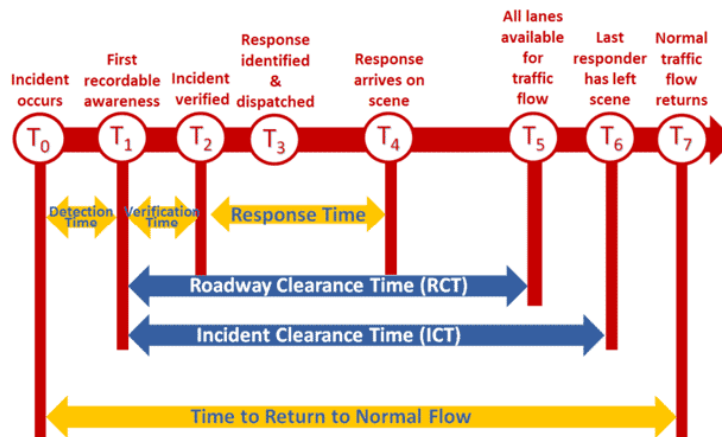 Incident
occurs
First
recordable
awareness
Incident
verified
Response
identified
&
dispatched
Response
arrives on
scene
All lanes
available
for
traffic
flow
Last
responder
has left
scene
Normal
traffic
flow
returns
T0
T1
T2
T3
T4
T5
T6
T7
Detection
Time
Verification
Time
Response Time
Roadway Clearance Time (RCT)
Incident Clearance Time (ICT)
Time to Return to Normal Flow